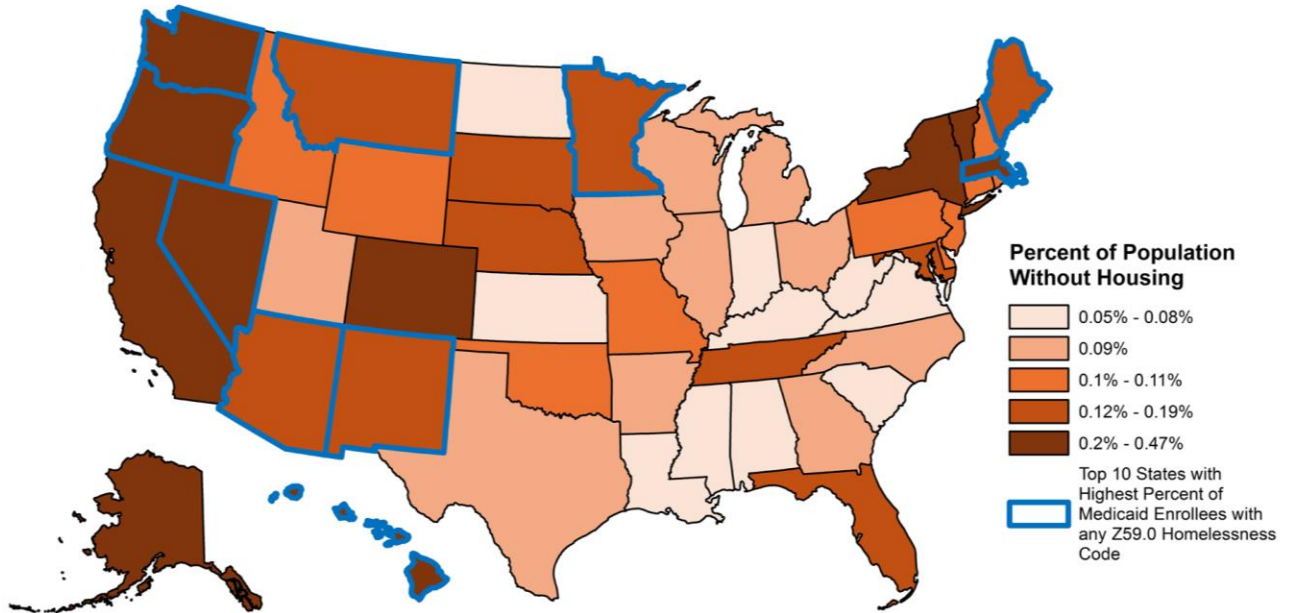 Percent of Population
Without Housing
0.05% - 0.08%
0.09%
0.1% - 0.11%
0.12% - 0.19%
0.2% - 0.47%
Top 10 States with
Highest Percent of
Medicaid Enrollees with
any Z59.0 Homelessness
Code